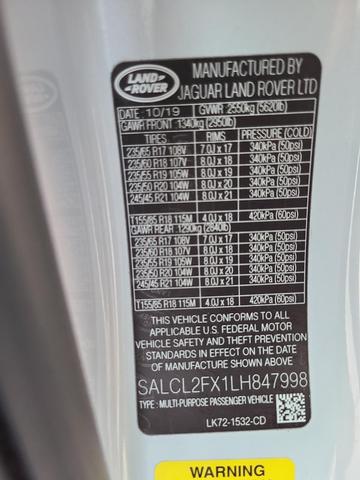 LAND-
ROVER
MANUFACTURED BY
JAGUAR LAND ROVER LTD
DATE: 10/19 GVWR 2550kg (5620lb)
GAWR FRONT 1340kg (2950lb)
TIRES RIMS PRESSURE (COLD)
235/65 R17 108V 7.0J x 17 340kPa (50psi)
235/60 R18 107V 8.0J x 18 340kPa (50psi)
235/55 R19 105W 8.0J x 19 340kPa (50psi)
235/50 R20 104W 8.0J x 20 340kPa (50psi)
245/45 R21 104W 8.0J x 21 340kPa (50psi)
T155/85 R18 115M 4.0J x 18 420kPa (60psi)
GAWR REAR 1290kg (2840lb)
235/65 R17 108V 7.0J x 17 340kPa (50psi)
235/60 R18 107V 8.0J x 18 340kPa (50psi)
235/55 R19 105W 8.0J x 19 340kPa (50psi)
235/50 R20 104W 8.0J x 20 340kPa (50psi)
245/45 R21 104W 8.0J x 21 340kPa (50psi)
T155/85 R18 115M 4.0J x 18 420kPa (60psi)
THIS VEHICLE CONFORMS TO ALL
APPLICABLE U.S. FEDERAL MOTOR
VEHICLE SAFETY AND THEFT PREVENTION
STANDARDS IN EFFECT ON THE DATE OF
MANUFACTURE SHOWN ABOVE.
SALCL2FX1LH847998
TYPE: MULTI-PURPOSE PASSENGER VEHICLE
LK72-1532-CD
WARNING